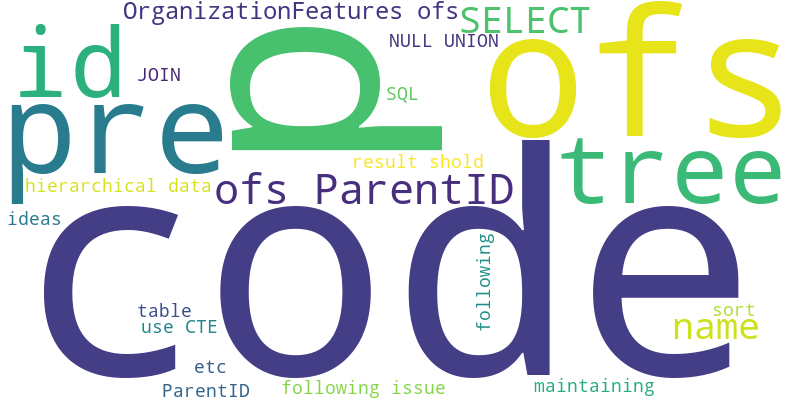 OrganizationFeatures ofs
SELECT
id
JOIN
NULL UNION
ofs
p
SQL
pre
result shold
tree
hierarchical data
ofs ParentID
ideas
code
following
table
use CTE
sort
name
etc
ParentID
following issue
maintaining